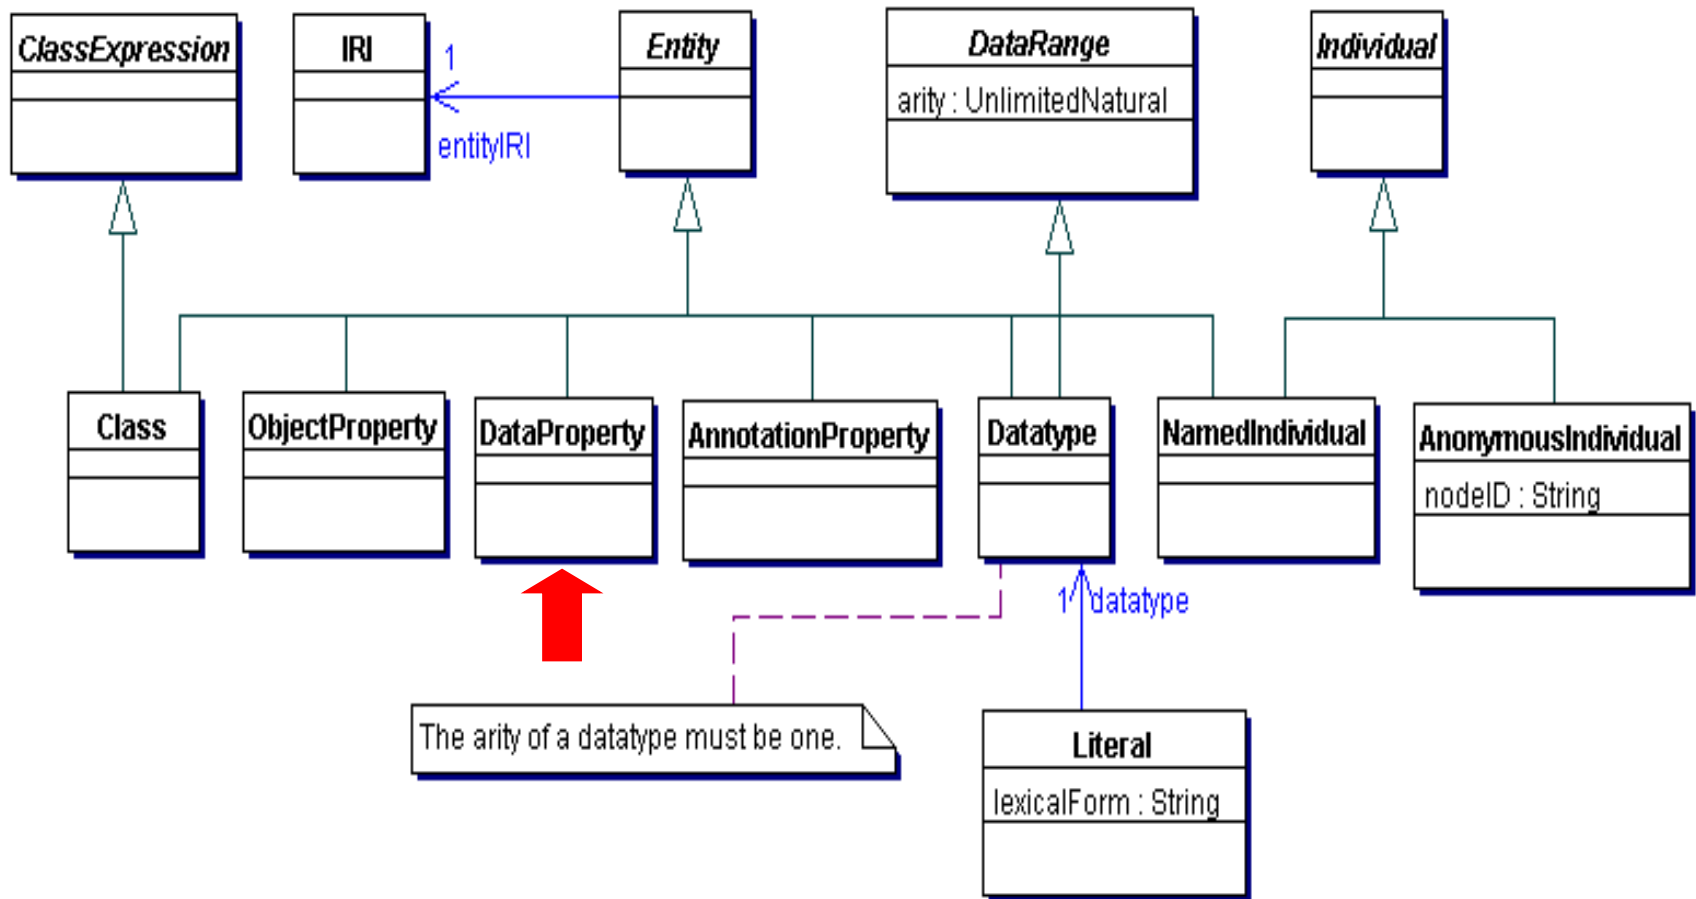 ClassExpression
IRI
Entity
DataRange
Individual
1
arity : UnlimitedNatural
entityIRI
Class
ObjectProperty
DataProperty
AnnotationProperty
Datatype
NamedIndividual
AnonymousIndividual
nodeID : String
1
datatype
The arity of a datatype must be one.
Literal
lexicalForm : String